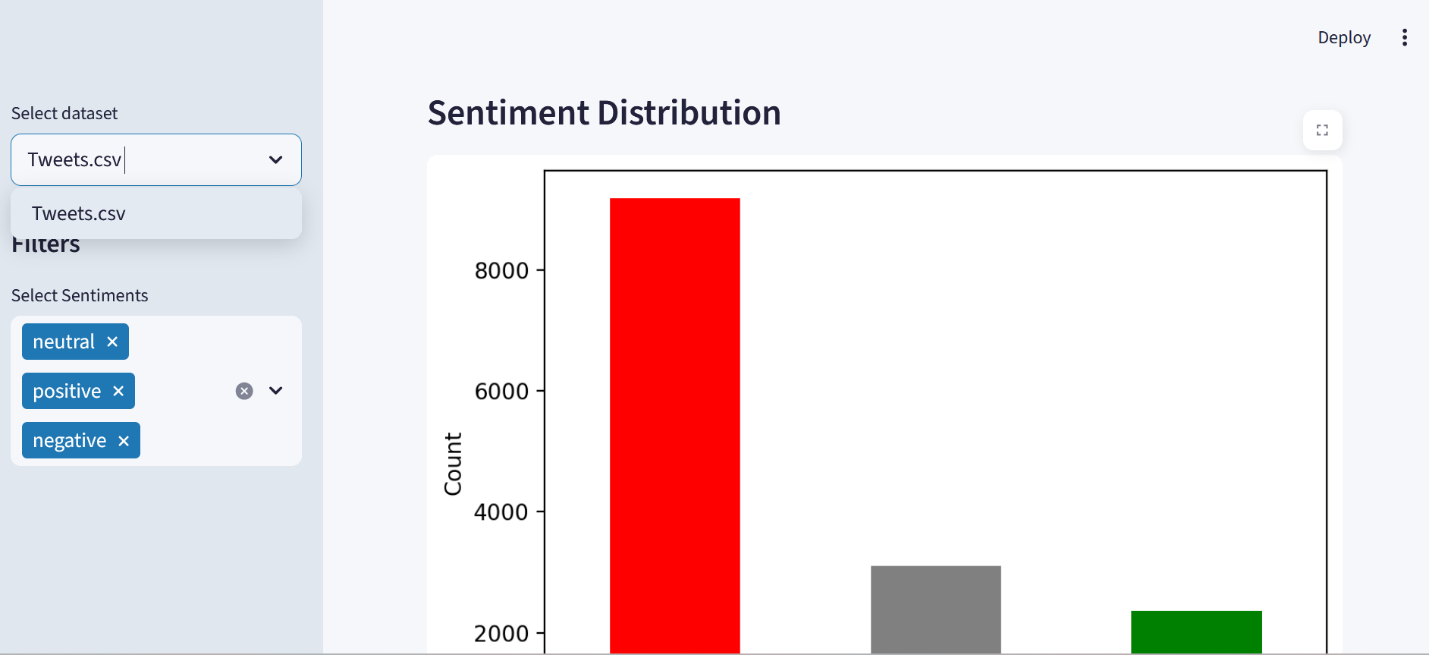 Deploy
Select dataset
Tweets.csv
Tweets.csv
Filters
Select Sentiments
neutral
positive
negative
Sentiment Distribution
8000
6000
4000
2000
Count